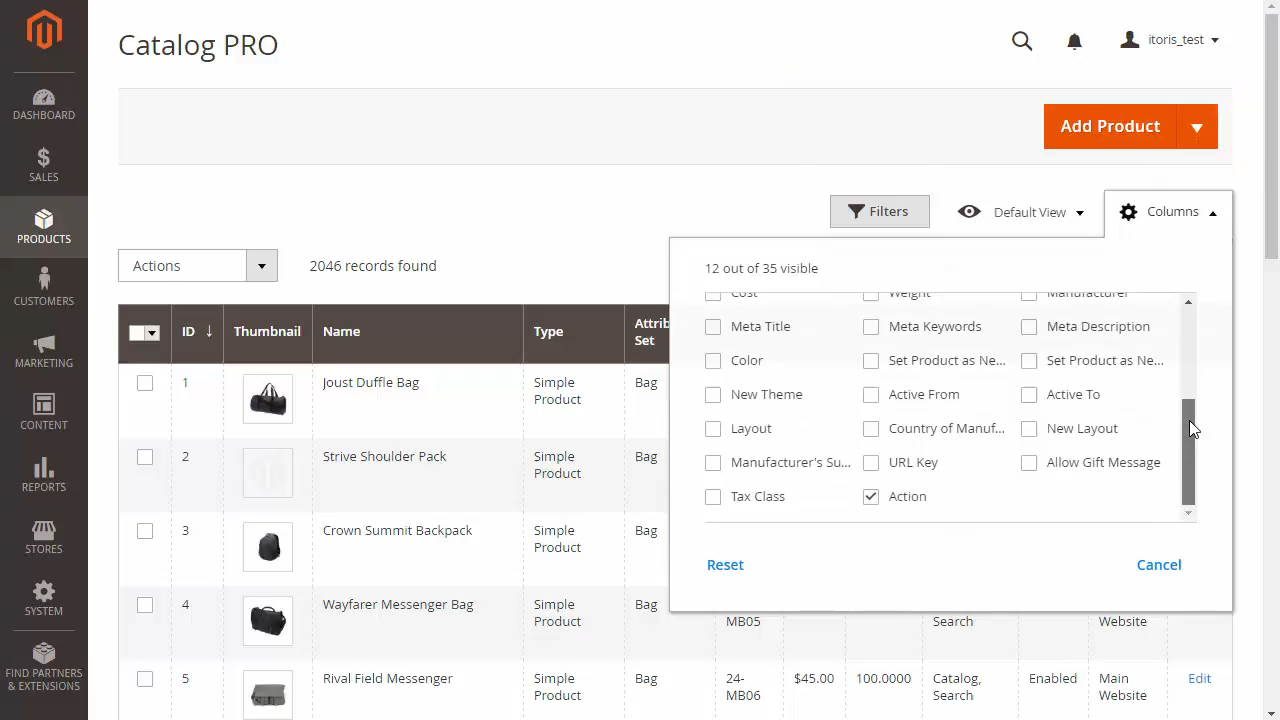 Catalog PRO
itoris_test
DASHBOARD
SALES
PRODUCTS
CUSTOMERS
MARKETING
CONTENT
REPORTS
STORES
SYSTEM
FIND PARTNERS
& EXTENSIONS
Add Product
Filters
Default View
Columns
Actions
2046 records found
12 out of 35 visible
Cost Weight Manufacturer
Meta Title Meta Keywords Meta Description
Color Set Product as Ne... Set Product as Ne...
New Theme Active From Active To
Layout Country of Manuf... New Layout
Manufacturer's Su... URL Key Allow Gift Message
Tax Class Action
Reset Cancel
ID Thumbnail Name Type Attrib
Set
1 Joust Duffle Bag Simple
Product Bag
2 Strive Shoulder Pack Simple
Product Bag
3 Crown Summit Backpack Simple
Product Bag
4 Wayfarer Messenger Bag Simple
Product Bag
MB05 Search Website
5 Rival Field Messenger Simple
Product Bag 24-
MB06 $45.00 100.0000 Catalog,
Search Enabled Main
Website Edit